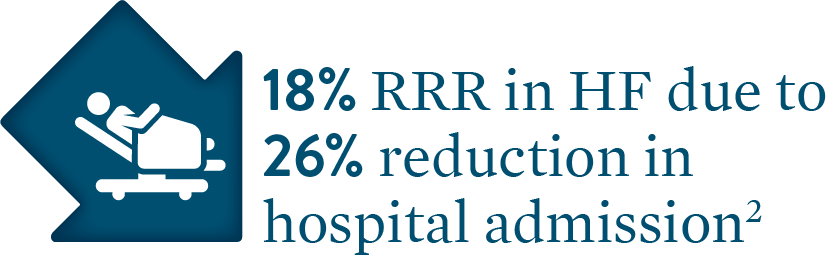 18% RRR in HF due to
26% reduction in
hospital admission²